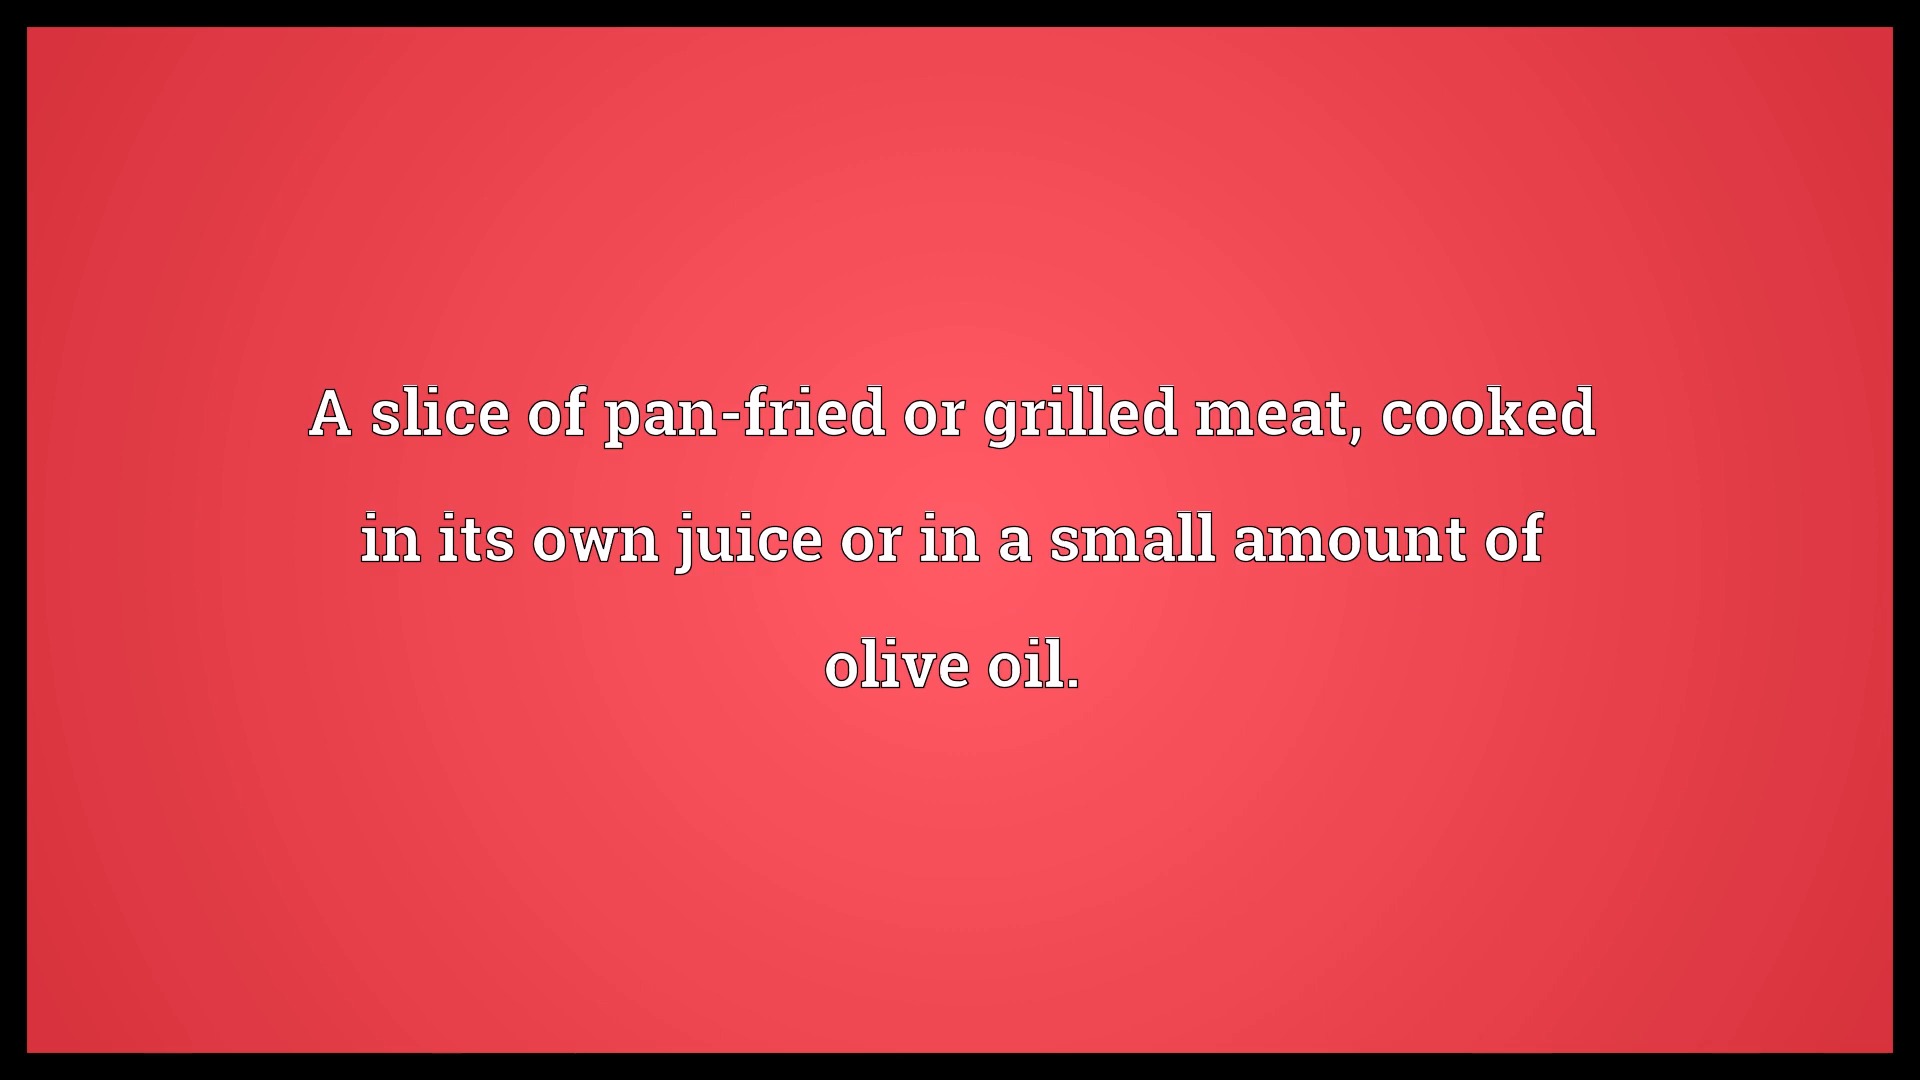 A slice of pan-fried or grilled meat, cooked
in its own juice or in a small amount of
olive oil.